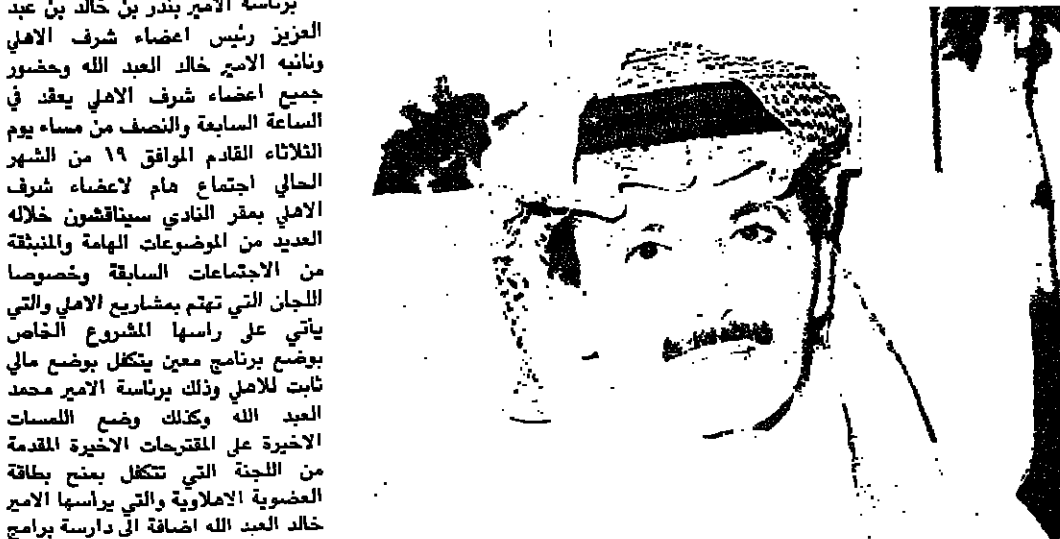 برئاسة الامير بندر بن خالد بن عبد
العزيز رئيس اعضاء شرف الاهلي
ونائبه الامير خالد العبد الله وحضور
جميع اعضاء شرف الاهلي يعقد في
الساعة السابعة والنصف من مساء يوم
الثلاثاء القادم الموافق ١٩ من الشهر
الحالي اجتماع هام لاعضاء شرف
الاهلي بمقر النادي سيناقشون خلاله
العديد من الموضوعات الهامة والمنبثقة
من الاجتماعات السابقة وخصوصا
اللجان التي تهتم بمشاريع الاهلي والتي
يأتي على راسها المشروع الخاص
بوضع برنامج معين يتكفل بوضع مالي
ثابت للاهلي وذلك برئاسة الامير محمد
العبد الله وكذلك وضع اللمسات
الاخيرة على المقترحات الاخيرة المقدمة
من اللجنة التي تتكفل بمنح بطاقة
العضوية الاهلاوية والتي يراسها الامير
خالد العبد الله اضافة الى دارسة برامج